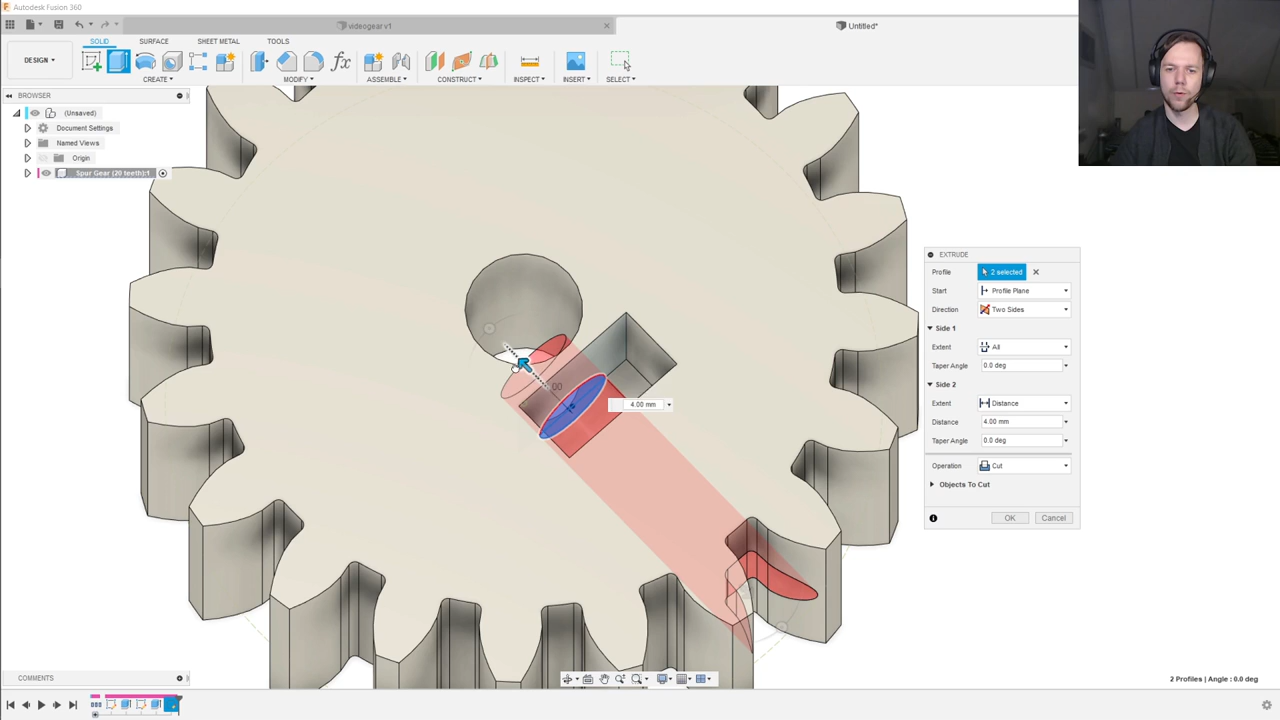 Autodesk Fusion 360
videogear v1
Untitled*
DESIGN
SOLID SURFACE SHEET METAL TOOLS
CREATE MODIFY ASSEMBLE CONSTRUCT INSPECT INSERT SELECT
BROWSER
(Unsaved)
Document Settings
Named Views
Origin
Spur Gear (20 teeth):1
4.00 mm
EXTRUDE
Profile 2 selected
Start Profile Plane
Direction Two Sides
Side 1
Extent All
Taper Angle 0.0 deg
Side 2
Extent Distance
Distance 4.00 mm
Taper Angle 0.0 deg
Operation Cut
Objects To Cut
OK Cancel
COMMENTS
2 Profiles | Angle : 0.0 deg